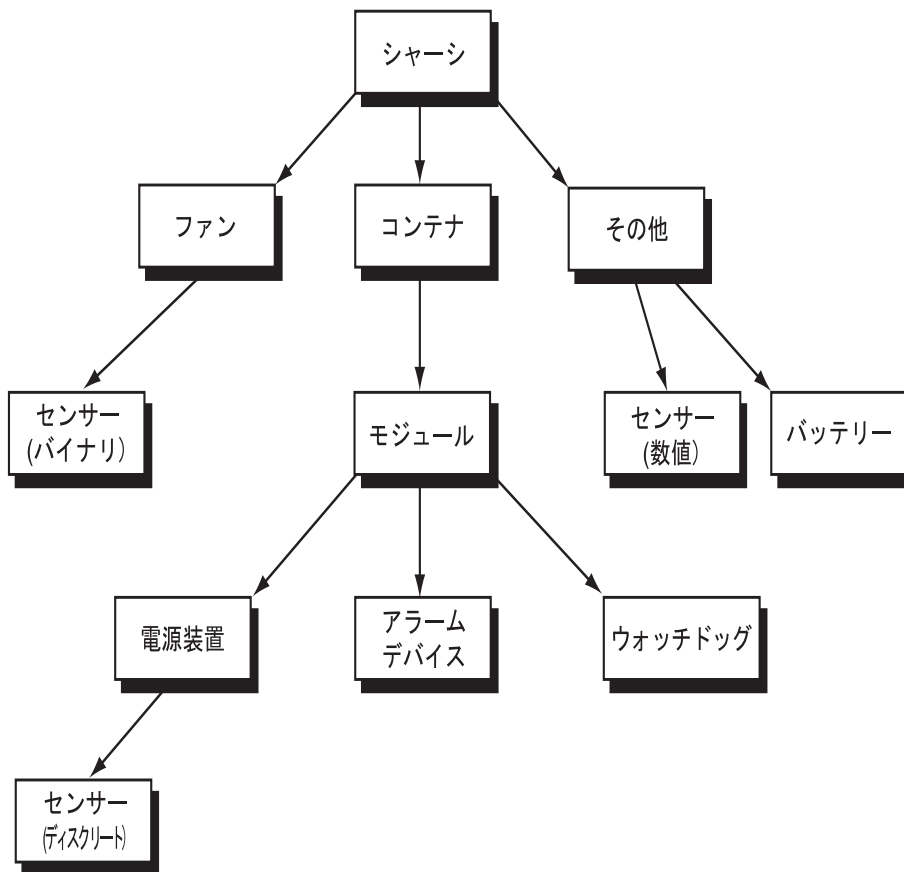 シャーシ
ファン
コンテナ
その他
センサー
(バイナリ)
モジュール
センサー
(数値)
バッテリー
電源装置
アラーム
デバイス
ウォッチドッグ
センサー
(ディスクリート)